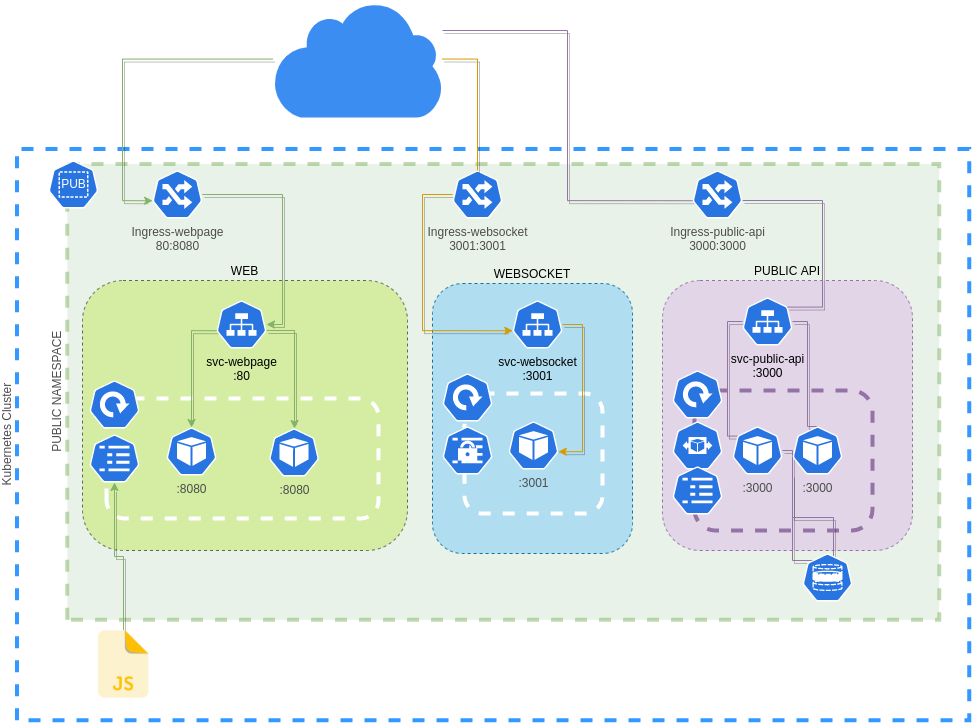 PUB
Ingress-webpage
80:8080
Ingress-websocket
3001:3001
Ingress-public-api
3000:3000
WEB
WEBSOCKET
PUBLIC API
svc-webpage
:80
svc-websocket
:3001
svc-public-api
:3000
:8080
:8080
:3001
:3000
:3000
PUBLIC NAMESPACE
Kubernetes Cluster
JS